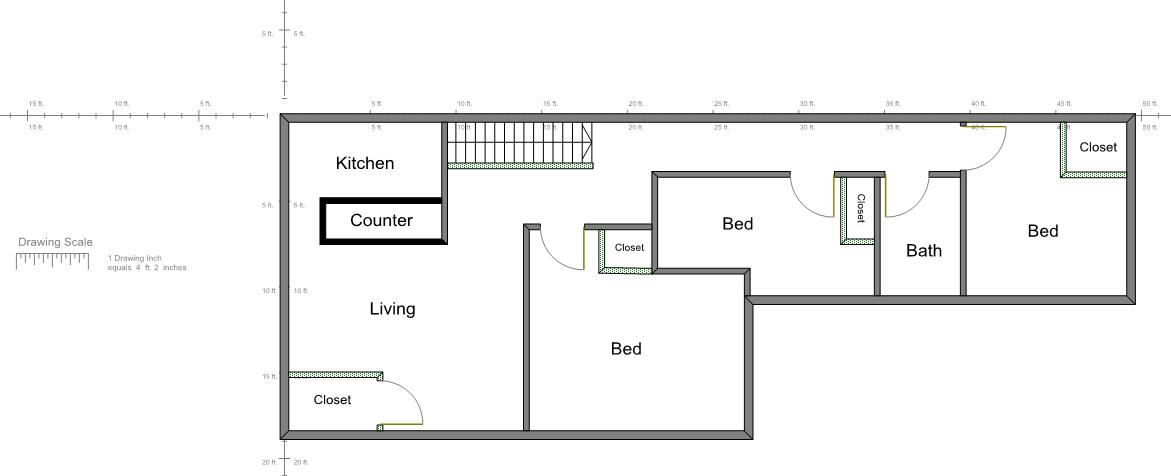 5 ft.
5 ft.
15 ft.
10 ft.
5 ft.
5 ft.
10 ft.
15 ft.
20 ft.
25 ft.
30 ft.
35 ft.
40 ft.
45 ft.
50 ft.
15 ft.
10 ft.
5 ft.
5 ft.
10 ft.
15 ft.
20 ft.
25 ft.
30 ft.
35 ft.
40 ft.
45 ft.
50 ft.
Kitchen
Closet
5 ft.
5 ft.
Counter
Bed
Closet
Bath
Bed
Drawing Scale
1 Drawing Inch
equals 4 ft. 2 inches
Closet
10 ft.
10 ft
Living
Bed
15 ft.
Closet
20 ft.
20 ft.